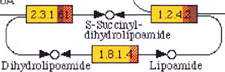 2.3.1.61 1.2.4.2
S-Succinyl-
dihydrolipoamide
1.8.1.4
Dihydrolipoamide Lipoamide